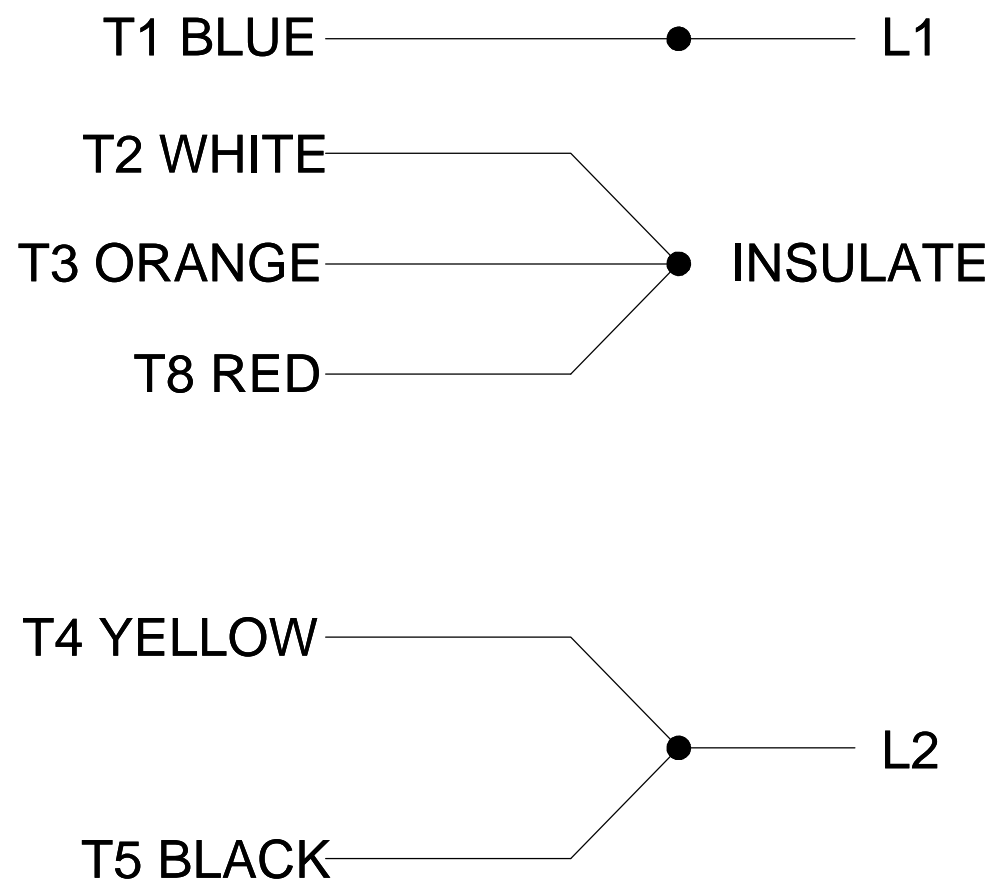 T1 BLUE L1
T2 WHITE
T3 ORANGE INSULATE
T8 RED
T4 YELLOW
L2
T5 BLACK